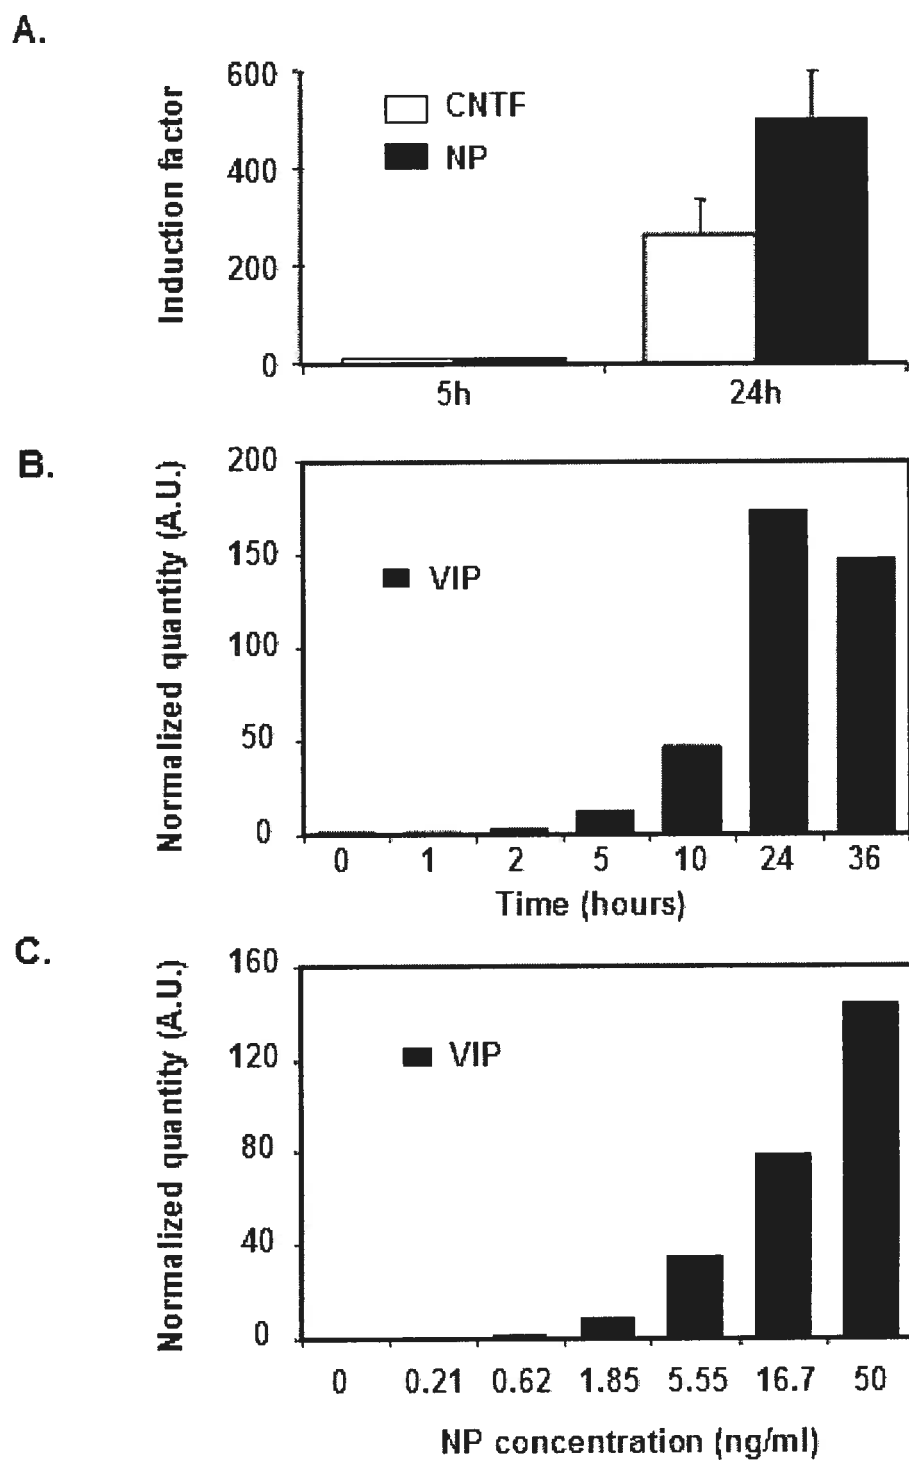 A.
Induction factor
600
400
200
0
CNTF
NP
5h
24h
B.
Normalized quantity (A.U.)
200
150
100
50
0
VIP
0 1 2 5 10 24 36
Time (hours)
C.
Normalized quantity (A.U.)
160
120
80
40
0
VIP
0 0.21 0.62 1.85 5.55 16.7 50
NP concentration (ng/ml)